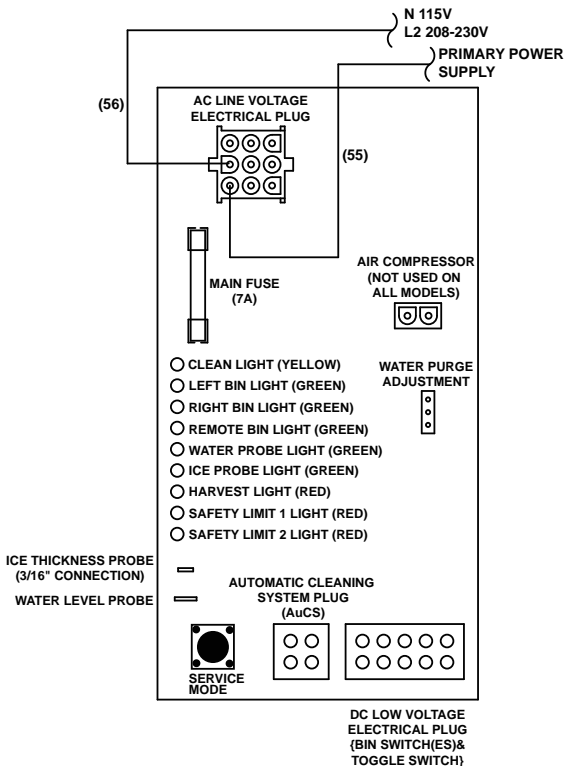 N 115V
L2 208-230V
PRIMARY POWER
SUPPLY
(56)
AC LINE VOLTAGE
ELECTRICAL PLUG
(55)
MAIN FUSE
(7A)
AIR COMPRESSOR
(NOT USED ON
ALL MODELS)
CLEAN LIGHT (YELLOW)
LEFT BIN LIGHT (GREEN)
RIGHT BIN LIGHT (GREEN)
REMOTE BIN LIGHT (GREEN)
WATER PROBE LIGHT (GREEN)
ICE PROBE LIGHT (GREEN)
HARVEST LIGHT (RED)
SAFETY LIMIT 1 LIGHT (RED)
SAFETY LIMIT 2 LIGHT (RED)
WATER PURGE
ADJUSTMENT
ICE THICKNESS PROBE
(3/16" CONNECTION)
WATER LEVEL PROBE
AUTOMATIC CLEANING
SYSTEM PLUG
(AuCS)
SERVICE
MODE
DC LOW VOLTAGE
ELECTRICAL PLUG
{BIN SWITCH(ES)&
TOGGLE SWITCH}